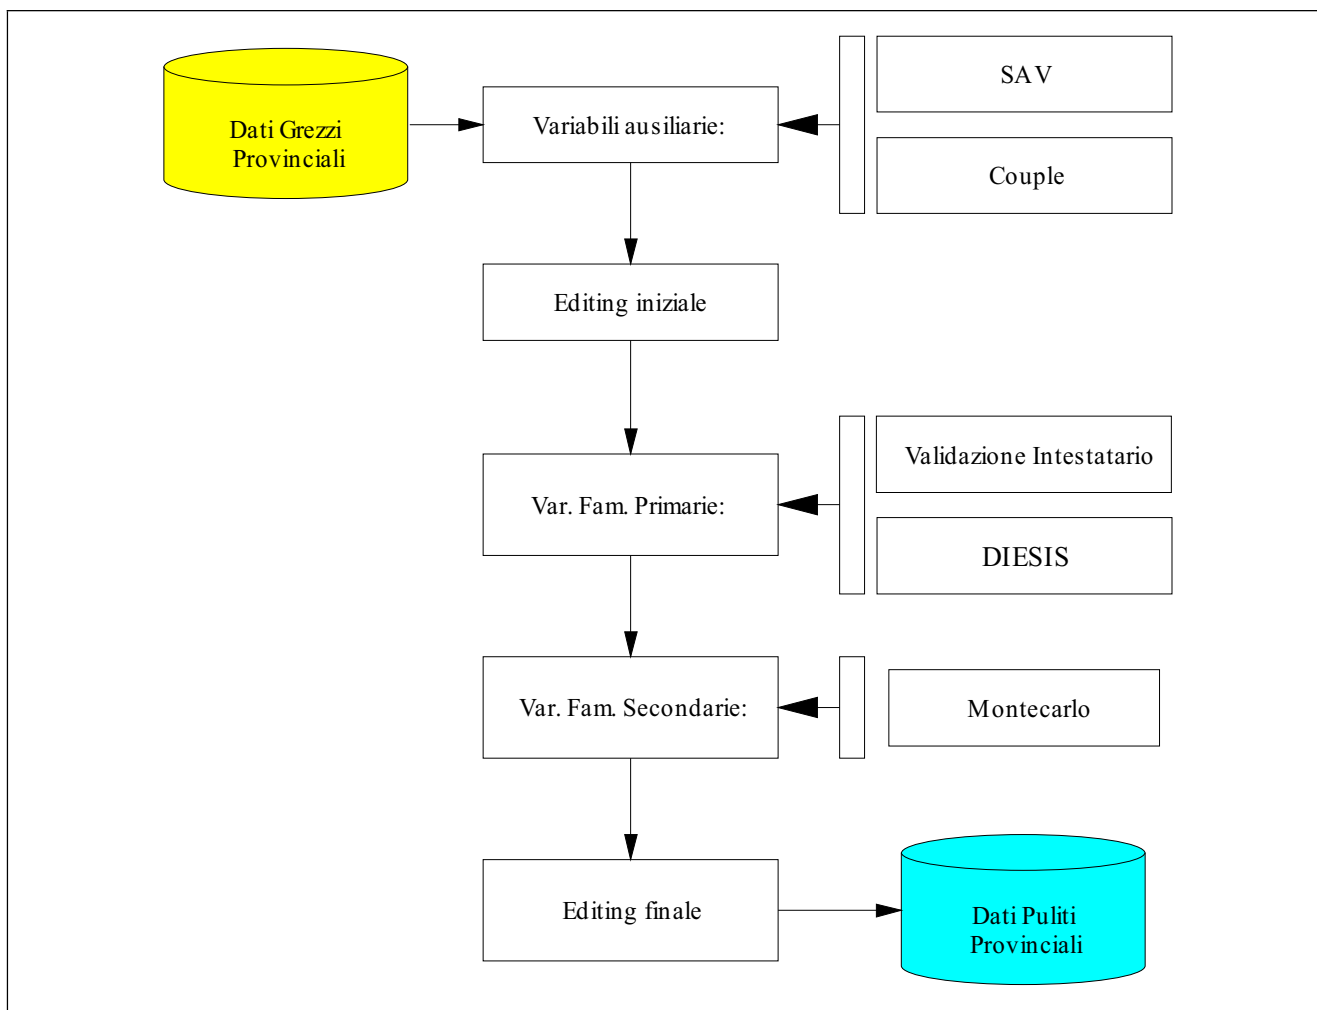 Dati Grezzi
Provinciali
Variabili ausiliarie:
SAV
Couple
Editing iniziale
Var. Fam. Primarie:
Validazione Intestatario
DIESIS
Var. Fam. Secondarie:
Montecarlo
Editing finale
Dati Puliti
Provinciali